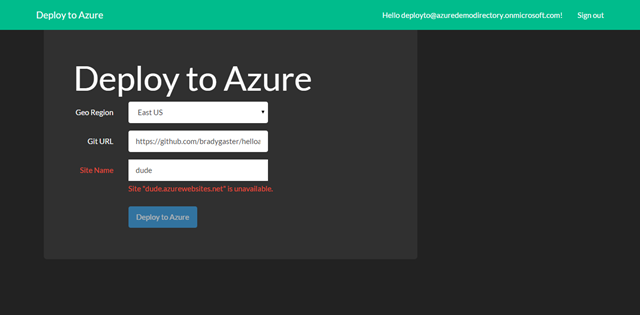 Deploy to Azure
Hello deployto@azuredemodirectory.onmicrosoft.com!
Sign out
Deploy to Azure
Geo Region
East US
Git URL
https://github.com/bradygaster/helloa
Site Name
dude
Site "dude.azurewebsites.net" is unavailable.
Deploy to Azure